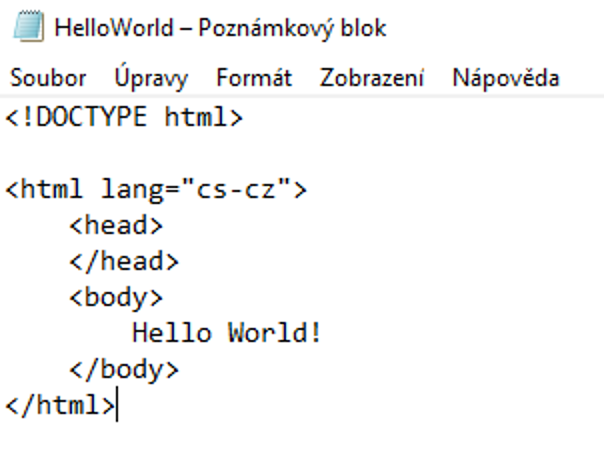 HelloWorld – Poznámkový blok
Soubor Úpravy Formát Zobrazení Nápověda
<!DOCTYPE html>
<html lang="cs-cz">
<head>
</head>
<body>
Hello World!
</body>
</html>